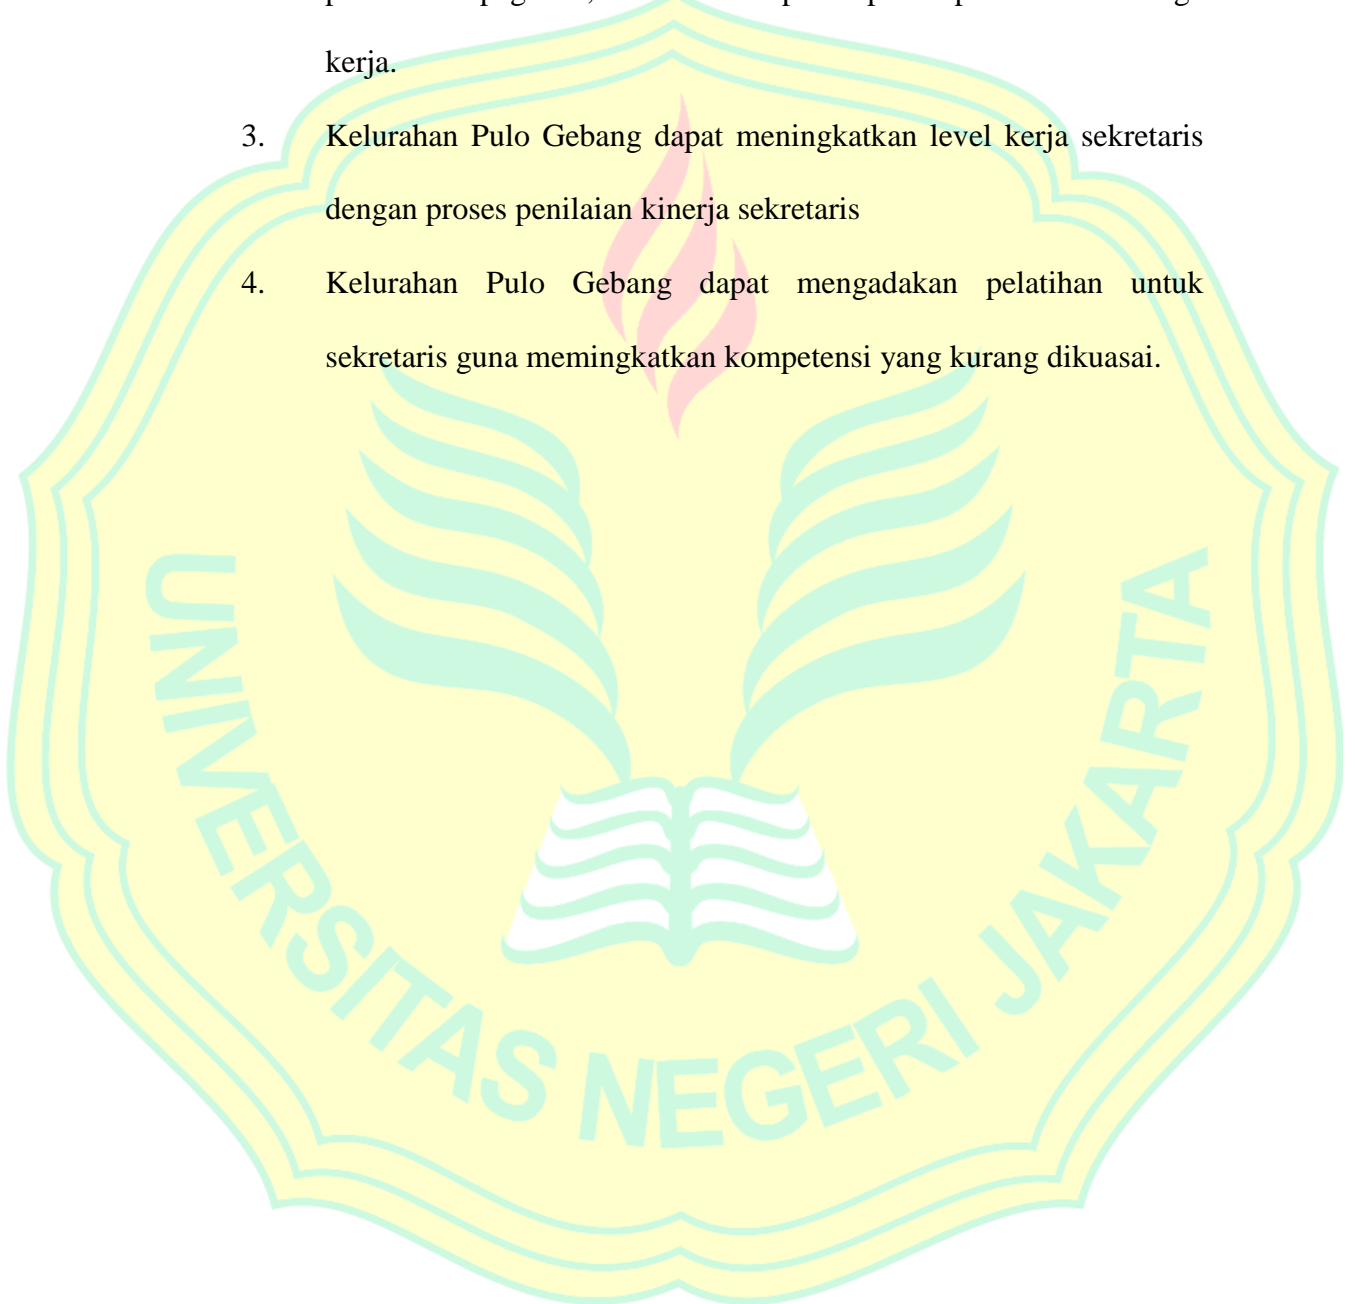 kerja.
3. Kelurahan Pulo Gebang dapat meningkatkan level kerja sekretaris
dengan proses penilaian kinerja sekretaris
4. Kelurahan Pulo Gebang dapat mengadakan pelatihan untuk
sekretaris guna memingkatkan kompetensi yang kurang dikuasai.
UNIVERSITAS NEGERI JAKARTA